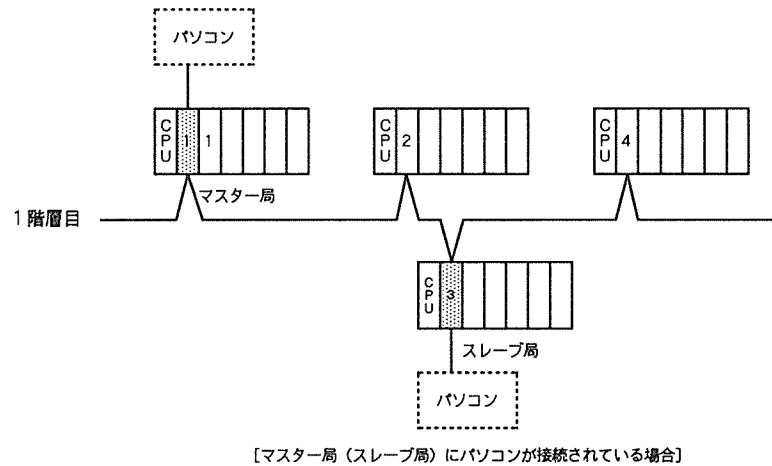 パソコン
CPU 1 1
CPU 2
CPU 4
マスター局
1階層目
CPU 3
スレーブ局
パソコン
[マスター局（スレーブ局）にパソコンが接続されている場合]